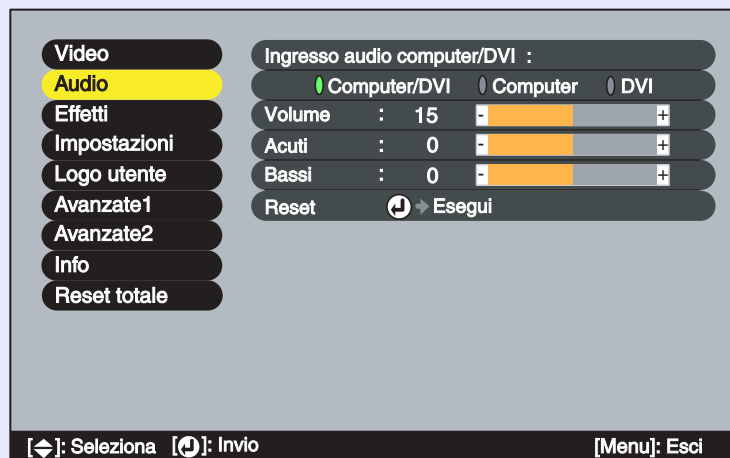 Video
Audio
Effetti
Impostazioni
Logo utente
Avanzate1
Avanzate2
Info
Reset totale
Ingresso audio computer/DVI :
Computer/DVI Computer DVI
Volume : 15 - +
Acuti : 0 - +
Bassi : 0 - +
Reset Esegui
[ ]: Seleziona [ ]: Invio [Menu]: Esci